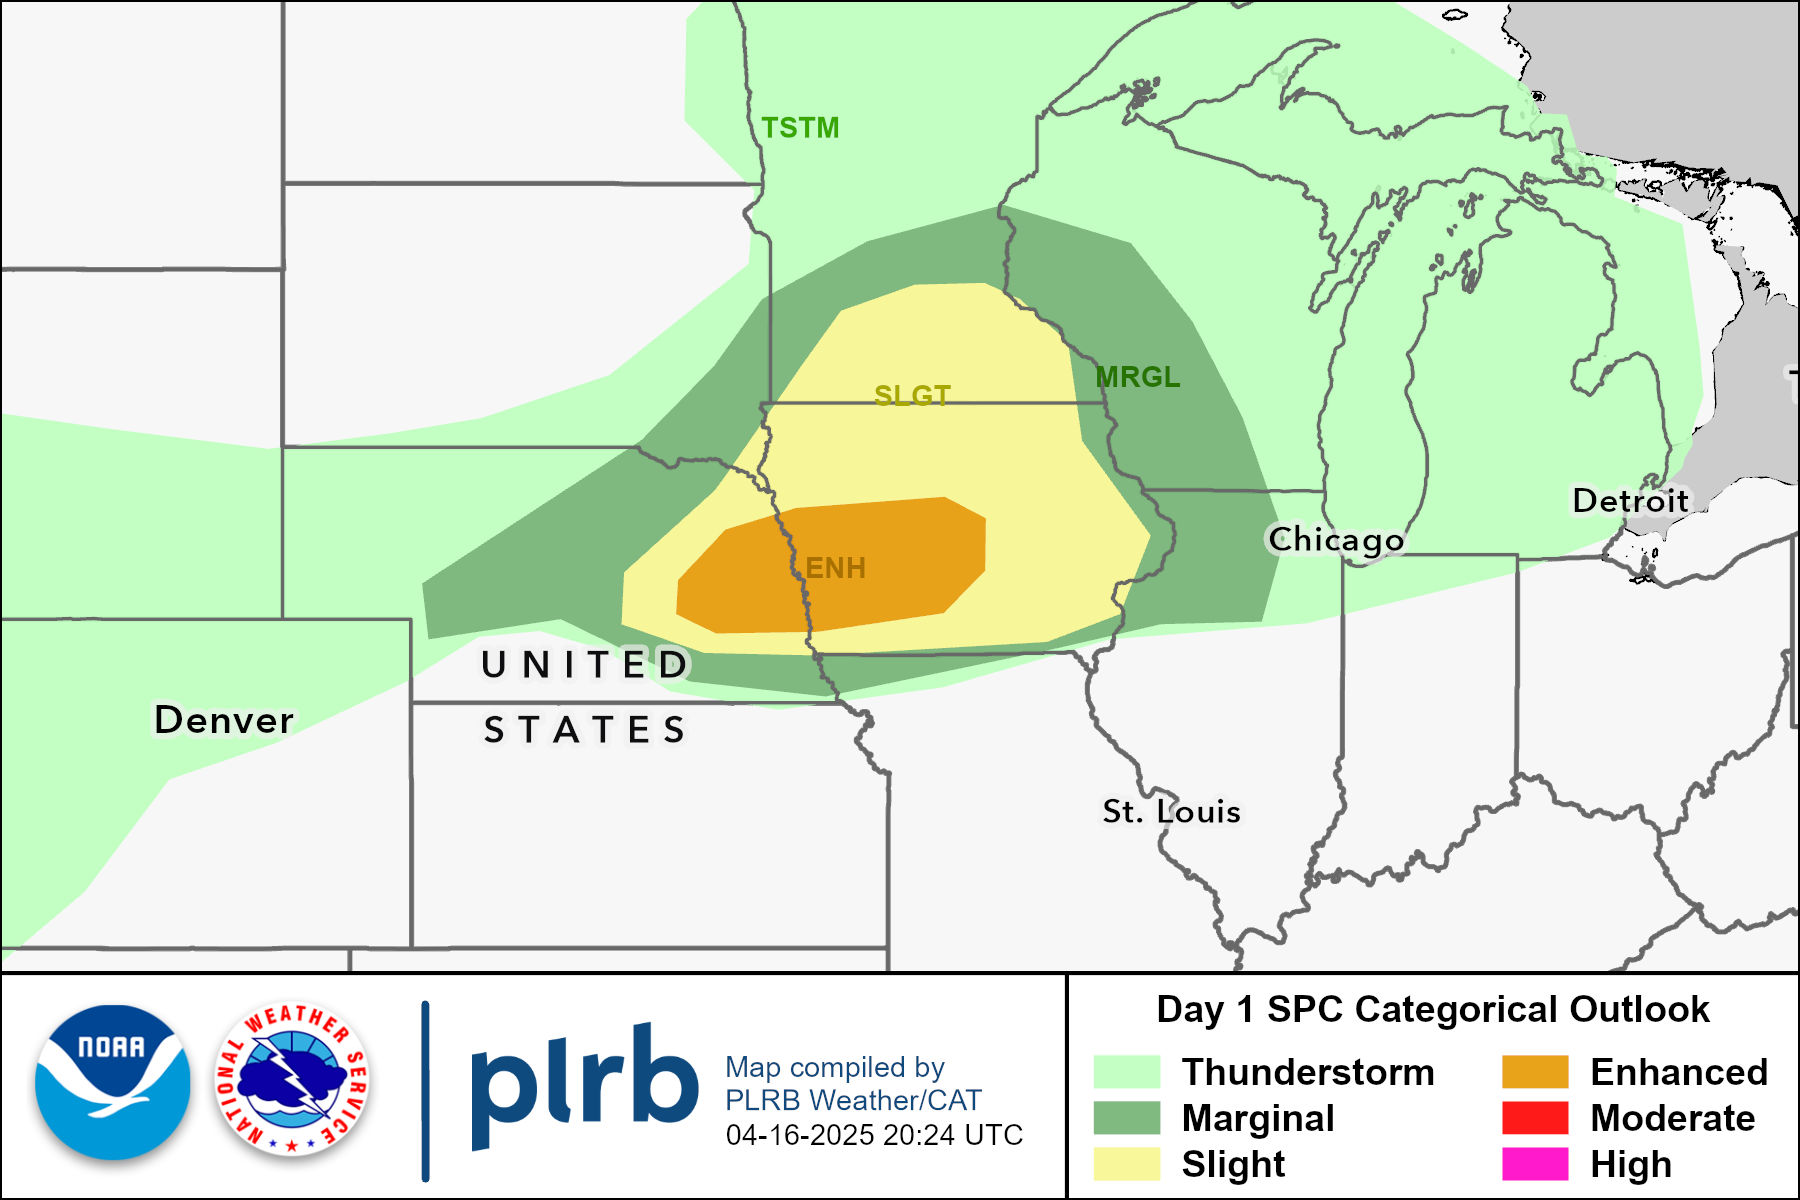 TSTM
MRGL
SLGT
ENH
Detroit
Chicago
UNITED
STATES
Denver
St. Louis
NOAA
NATIONAL WEATHER SERVICE
plrb
Map compiled by
PLRB Weather/CAT
04-16-2025 20:24 UTC
Day 1 SPC Categorical Outlook
Thunderstorm
Marginal
Slight
Enhanced
Moderate
High